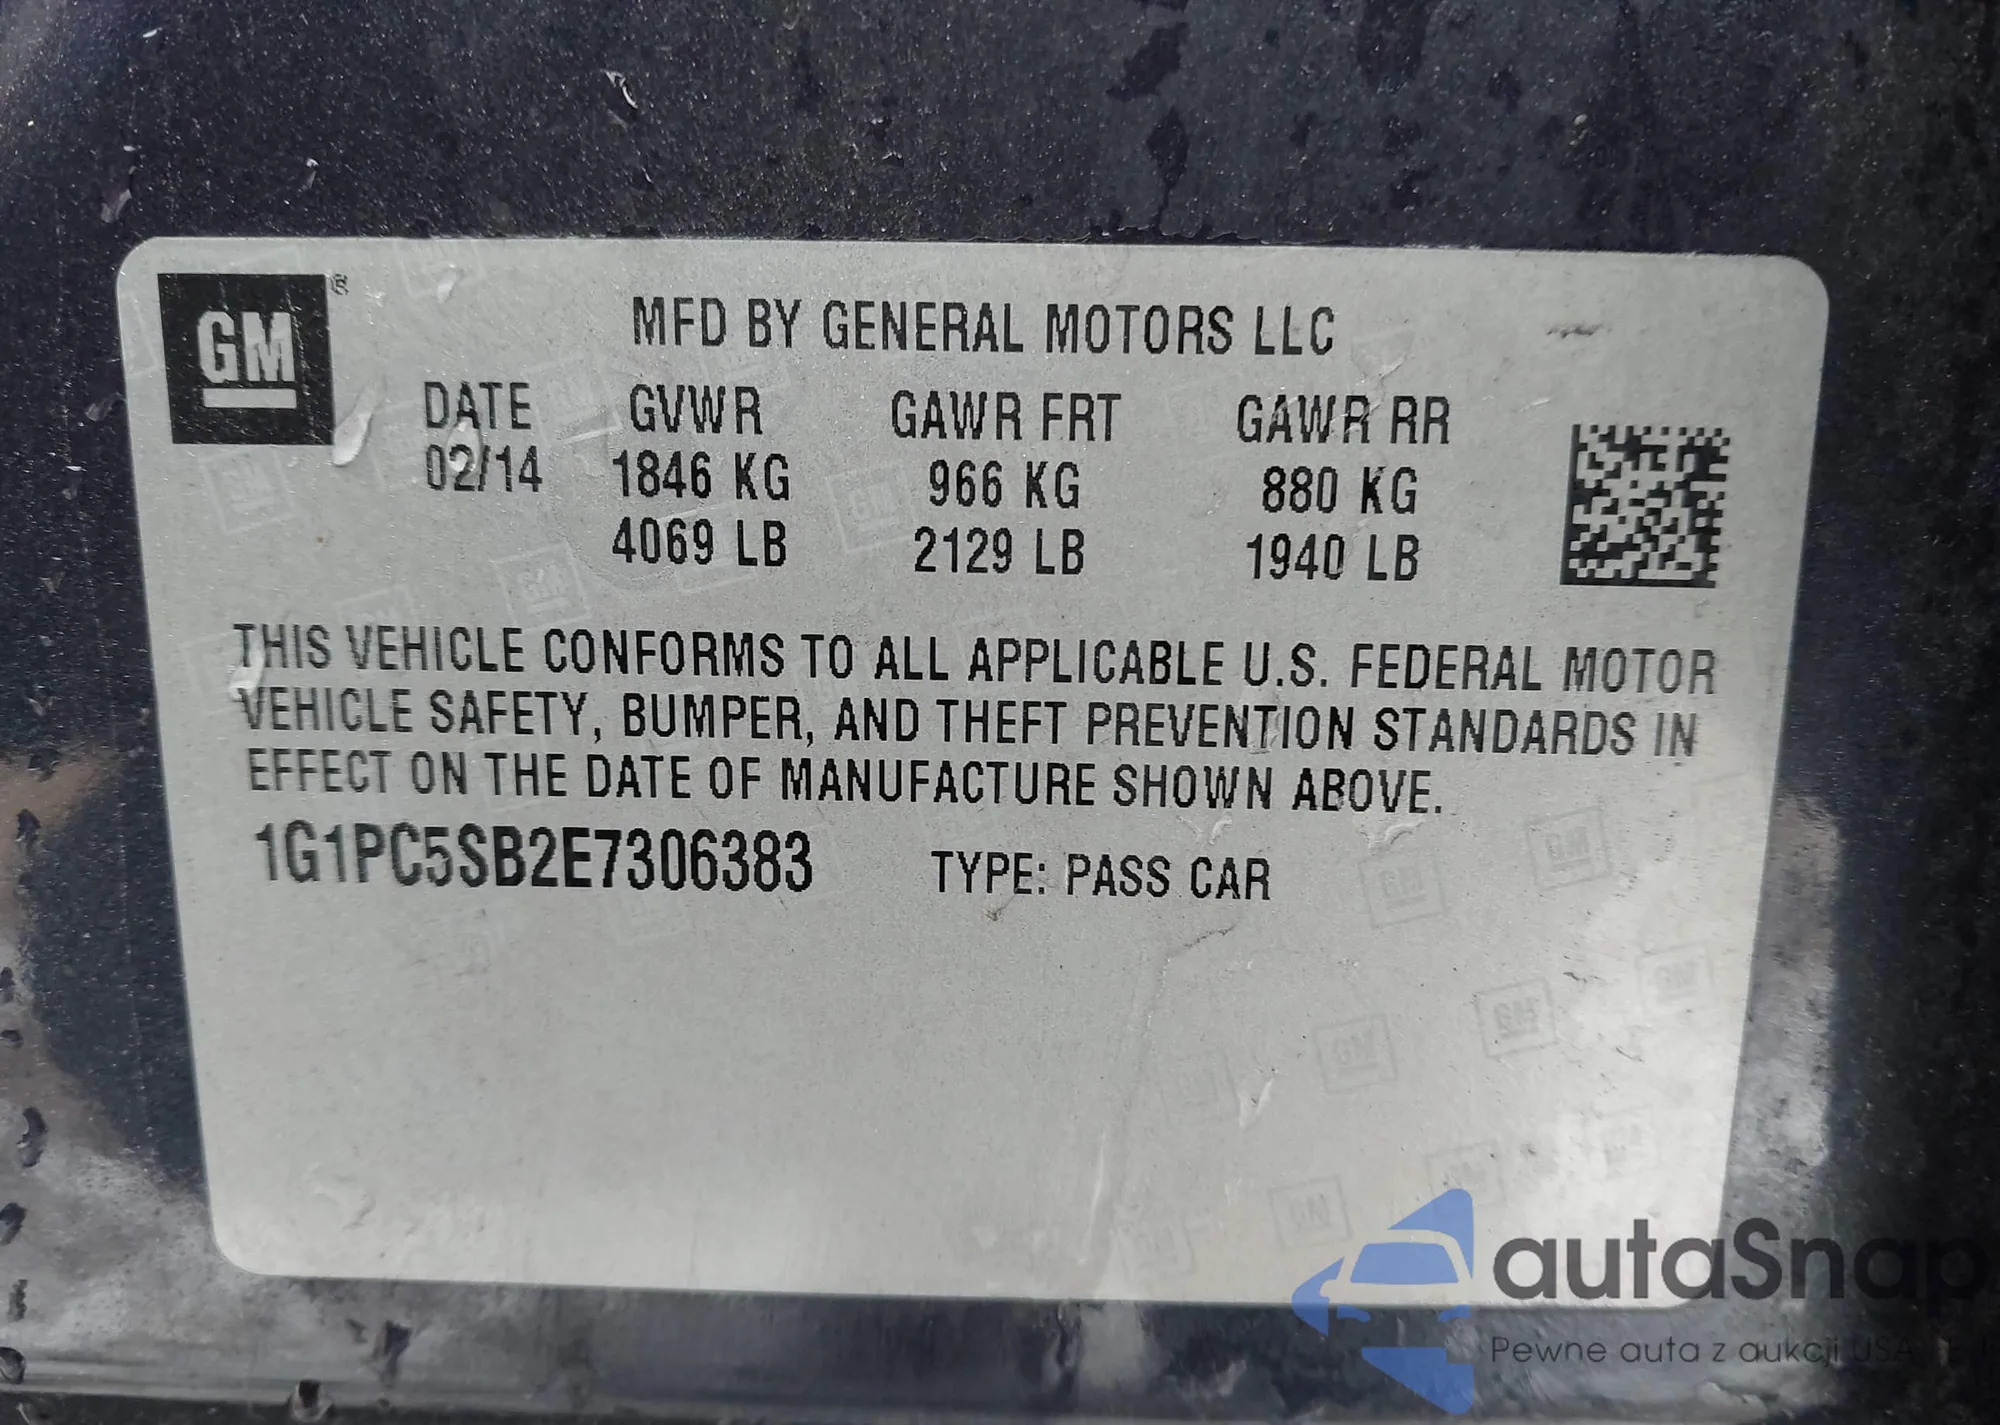 GM ®
MFD BY GENERAL MOTORS LLC
DATE GVWR GAWR FRT GAWR RR
02/14 1846 KG 966 KG 880 KG
4069 LB 2129 LB 1940 LB
THIS VEHICLE CONFORMS TO ALL APPLICABLE U.S. FEDERAL MOTOR
VEHICLE SAFETY, BUMPER, AND THEFT PREVENTION STANDARDS IN
EFFECT ON THE DATE OF MANUFACTURE SHOWN ABOVE.
1G1PC5SB2E7306383 TYPE: PASS CAR
autaSnap
Pewne auta z aukcji USA